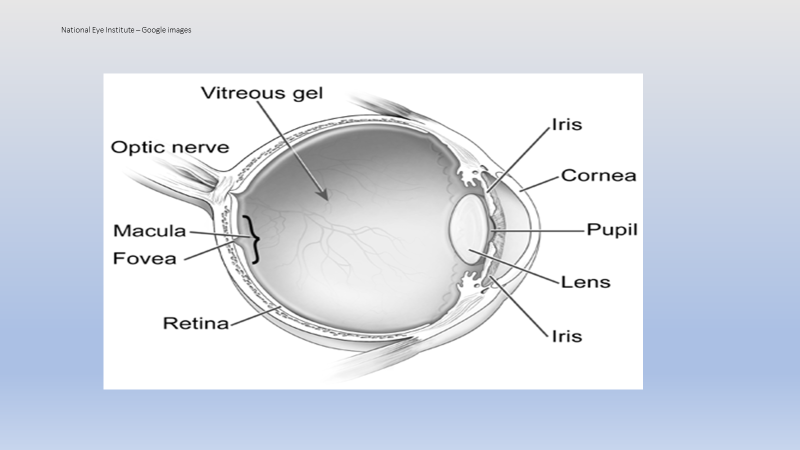 National Eye Institute – Google images
Vitreous gel
Iris
Optic nerve
Cornea
Macula
Pupil
Fovea
Lens
Retina
Iris